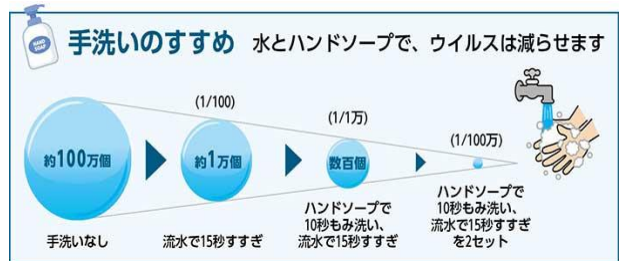 HAND SOAP
手洗いのすすめ 水とハンドソープで、ウイルスは減らせます
(1/100)
(1/1万)
(1/100万)
約100万個
約1万個
数百個
手洗いなし
流水で15秒すすぎ
ハンドソープで
10秒もみ洗い、
流水で15秒すすぎ
ハンドソープで
10秒もみ洗い、
流水で15秒すすぎ
を2セット